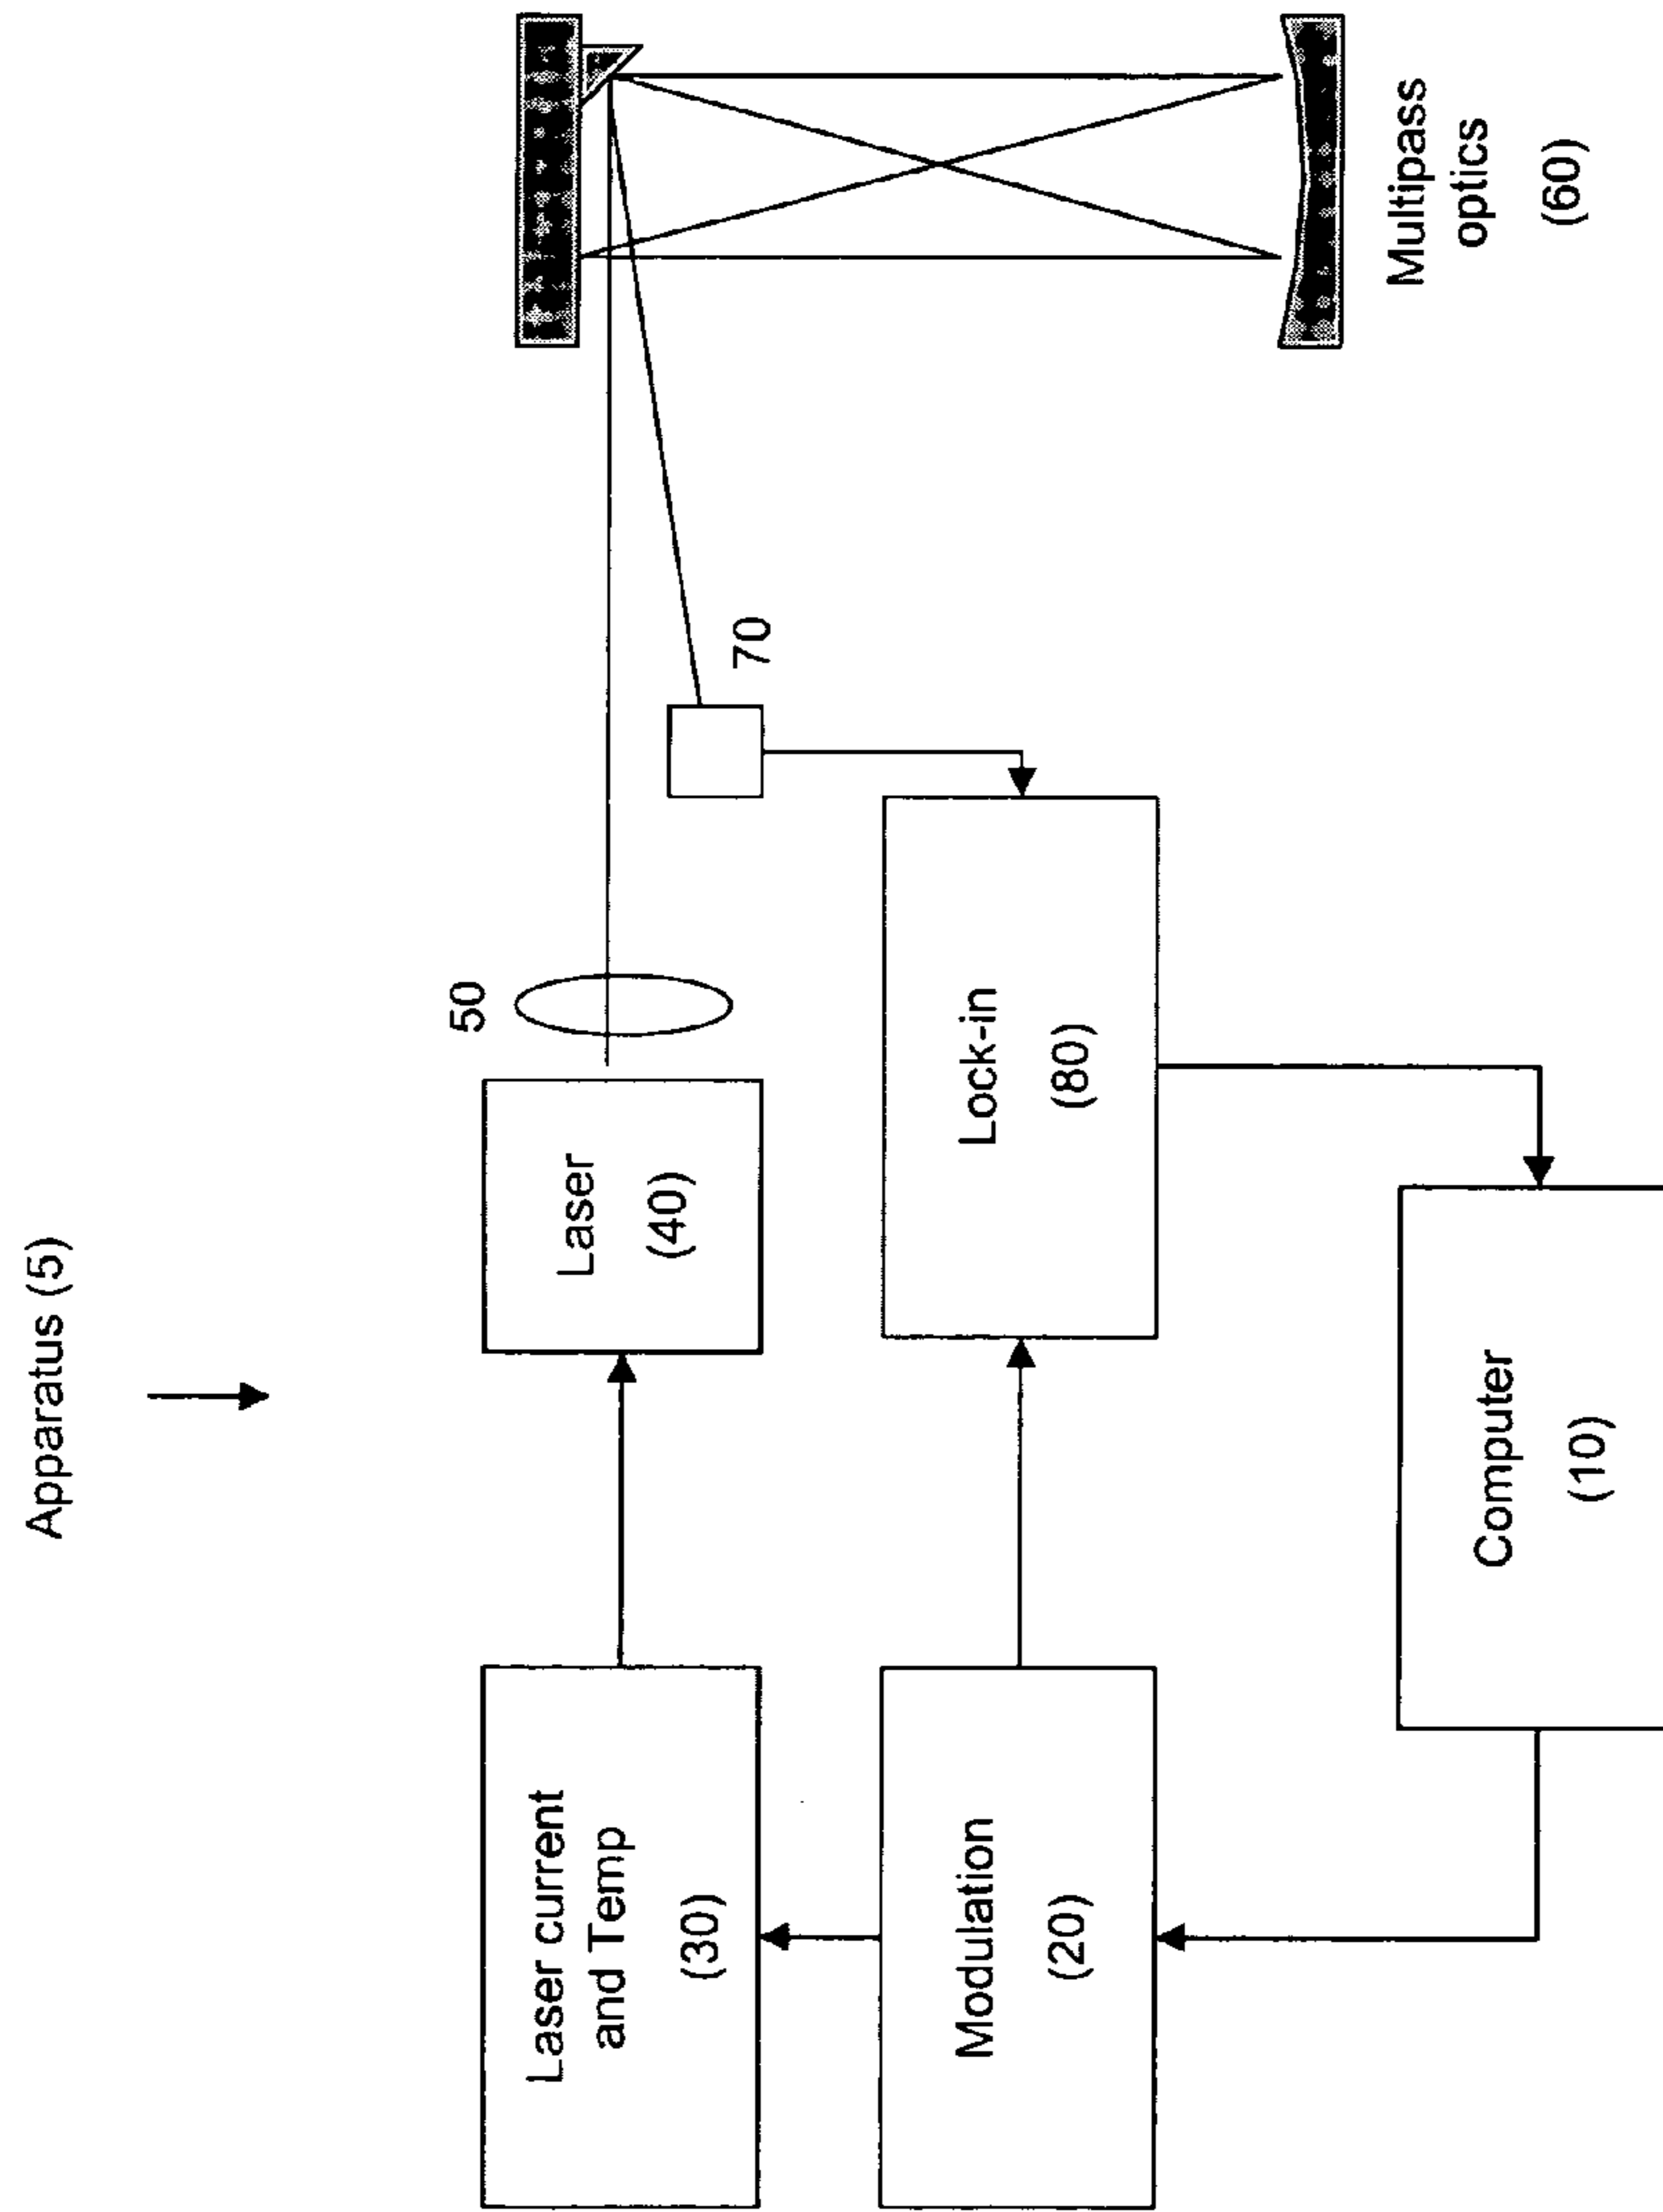 Apparatus (5)
Laser current
and Temp
(30)
Laser
(40)
50
70
Modulation
(20)
Lock-in
(80)
Computer
(10)
Multipass
optics
(60)